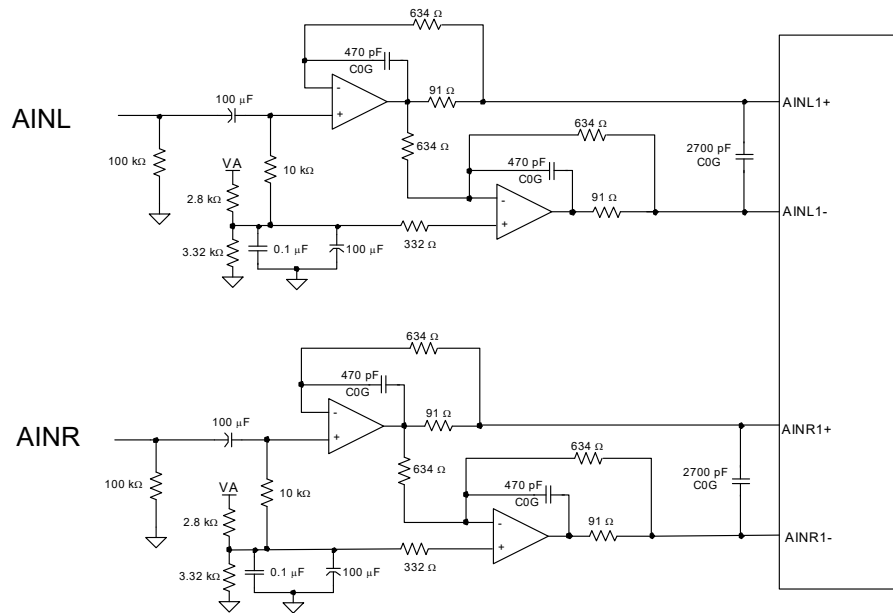 634 Ω
470 pF
C0G
91 Ω
100 µF
AINL
AINL1+
634 Ω
634 Ω
470 pF
C0G
2700 pF
C0G
100 kΩ
VA
10 kΩ
2.8 kΩ
91 Ω
AINL1-
3.32 kΩ
0.1 µF
100 µF
332 Ω
634 Ω
470 pF
C0G
91 Ω
100 µF
AINR
AINR1+
634 Ω
634 Ω
470 pF
C0G
2700 pF
C0G
100 kΩ
VA
10 kΩ
2.8 kΩ
91 Ω
AINR1-
3.32 kΩ
0.1 µF
100 µF
332 Ω